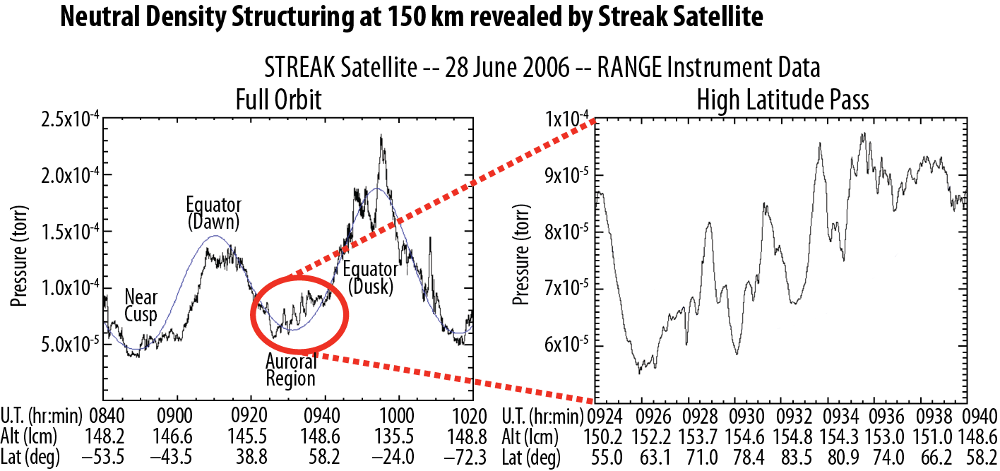 Neutral Density Structuring at 150 km revealed by Streak Satellite
STREAK Satellite -- 28 June 2006 -- RANGE Instrument Data
Full Orbit
Pressure (torr)
2.5x10-4
2.0x10-4
1.5x10-4
1.0x10-4
5.0x10-5
Near
Cusp
Equator
(Dawn)
Auroral
Region
Equator
(Dusk)
U.T. (hr:min) 0840 0900 0920 0940 1000 1020
Alt (lcm) 148.2 146.6 145.5 148.6 135.5 148.8
Lat (deg) –53.5 –43.5 38.8 58.2 –24.0 –72.3
High Latitude Pass
Pressure (torr)
1x10-4
9x10-5
8x10-5
7x10-5
6x10-5
U.T. (hr:min) 0924 0926 0928 0930 0932 0934 0936 0938 0940
Alt (lcm) 150.2 152.2 153.7 154.6 154.8 154.3 153.0 151.0 148.6
Lat (deg) 55.0 63.1 71.0 78.4 83.5 80.9 74.0 66.2 58.2